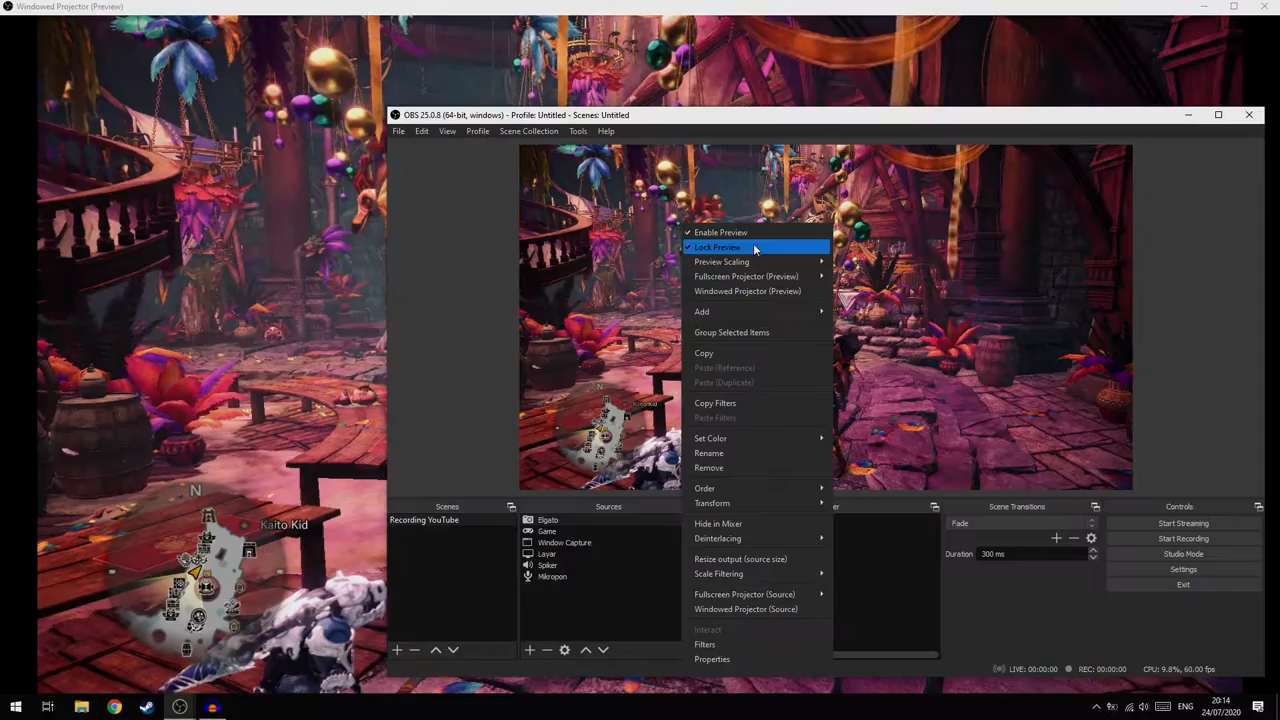 Windowed Projector (Preview)
OBS 25.0.8 (64-bit, windows) - Profile: Untitled - Scenes: Untitled
File Edit View Profile Scene Collection Tools Help
Enable Preview
Lock Preview
Preview Scaling
Fullscreen Projector (Preview)
Windowed Projector (Preview)
Add
Group Selected Items
Copy
Paste (Reference)
Paste (Duplicate)
Copy Filters
Paste Filters
Set Color
Rename
Remove
Order
Transform
Hide in Mixer
Deinterlacing
Resize output (source size)
Scale Filtering
Fullscreen Projector (Source)
Windowed Projector (Source)
Interact
Filters
Properties
N
Kaito Kid
N
Kaito Kid
Scenes
Recording YouTube
Sources
Elgato
Game
Window Capture
Layar
Spiker
Mikropon
Scene Transitions
Fade
Duration 300 ms
Controls
Start Streaming
Start Recording
Studio Mode
Settings
Exit
LIVE: 00:00:00 REC: 00:00:00 CPU: 9.8%, 60.00 fps
ENG
20:14
24/07/2020